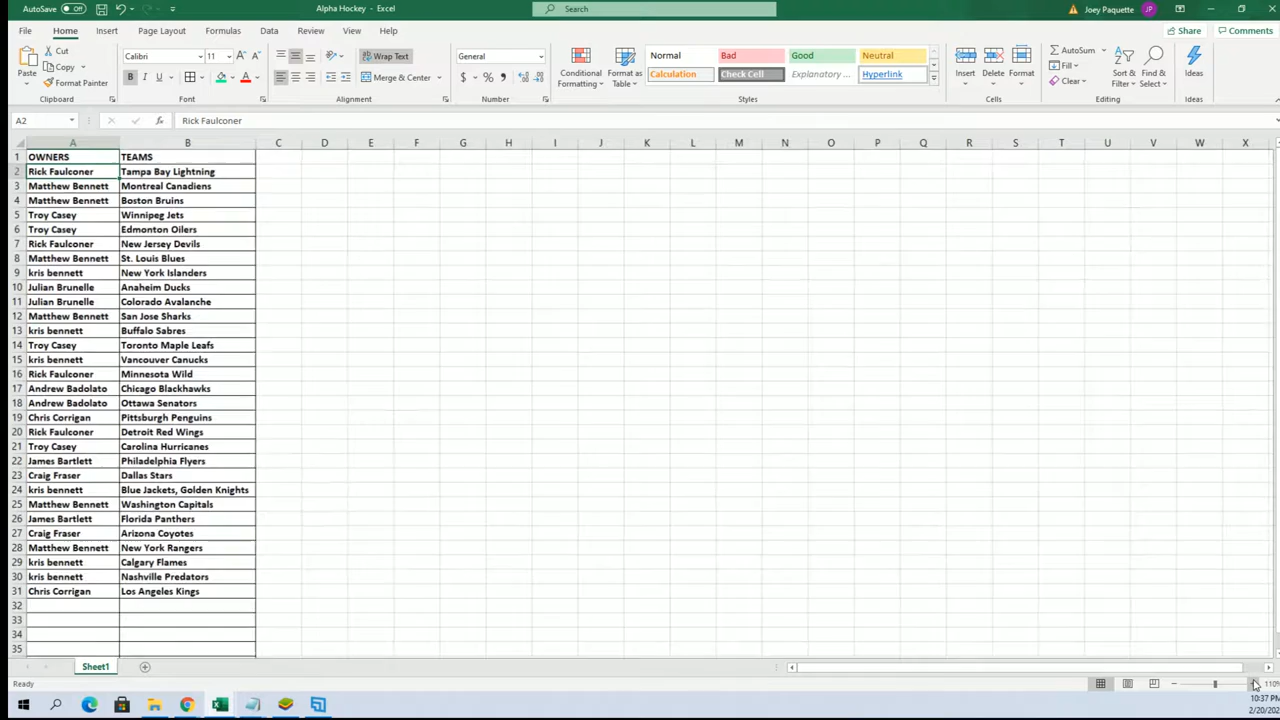 AutoSave Off Alpha Hockey - Excel Search Joey Paquette JP
File Home Insert Page Layout Formulas Data Review View Help Share Comments
Paste Cut Copy Format Painter Clipboard
Calibri 11 B I U A Font
Wrap Text Merge & Center Alignment
General $ % Number
Conditional Formatting Format as Table
Normal Bad Good Neutral
Calculation Check Cell Explanary ... Hyperlink
Styles
Insert Delete Format Cells
AutoSum Fill Clear Sort & Filter Find & Select Editing
Ideas Ideas
A2 fx Rick Faulconer
A B C D E F G H I J K L M N O P Q R S T U V W X
1 OWNERS TEAMS
2 Rick Faulconer Tampa Bay Lightning
3 Matthew Bennett Montreal Canadiens
4 Matthew Bennett Boston Bruins
5 Troy Casey Winnipeg Jets
6 Troy Casey Edmonton Oilers
7 Rick Faulconer New Jersey Devils
8 Matthew Bennett St. Louis Blues
9 kris bennett New York Islanders
10 Julian Brunelle Anaheim Ducks
11 Julian Brunelle Colorado Avalanche
12 Matthew Bennett San Jose Sharks
13 kris bennett Buffalo Sabres
14 Troy Casey Toronto Maple Leafs
15 kris bennett Vancouver Canucks
16 Rick Faulconer Minnesota Wild
17 Andrew Badolato Chicago Blackhawks
18 Andrew Badolato Ottawa Senators
19 Chris Corrigan Pittsburgh Penguins
20 Rick Faulconer Detroit Red Wings
21 Troy Casey Carolina Hurricanes
22 James Bartlett Philadelphia Flyers
23 Craig Fraser Dallas Stars
24 kris bennett Blue Jackets, Golden Knights
25 Matthew Bennett Washington Capitals
26 James Bartlett Florida Panthers
27 Craig Fraser Arizona Coyotes
28 Matthew Bennett New York Rangers
29 kris bennett Calgary Flames
30 kris bennett Nashville Predators
31 Chris Corrigan Los Angeles Kings
32
33
34
35
Sheet1
Ready 110%
10:37 PM
2/20/202